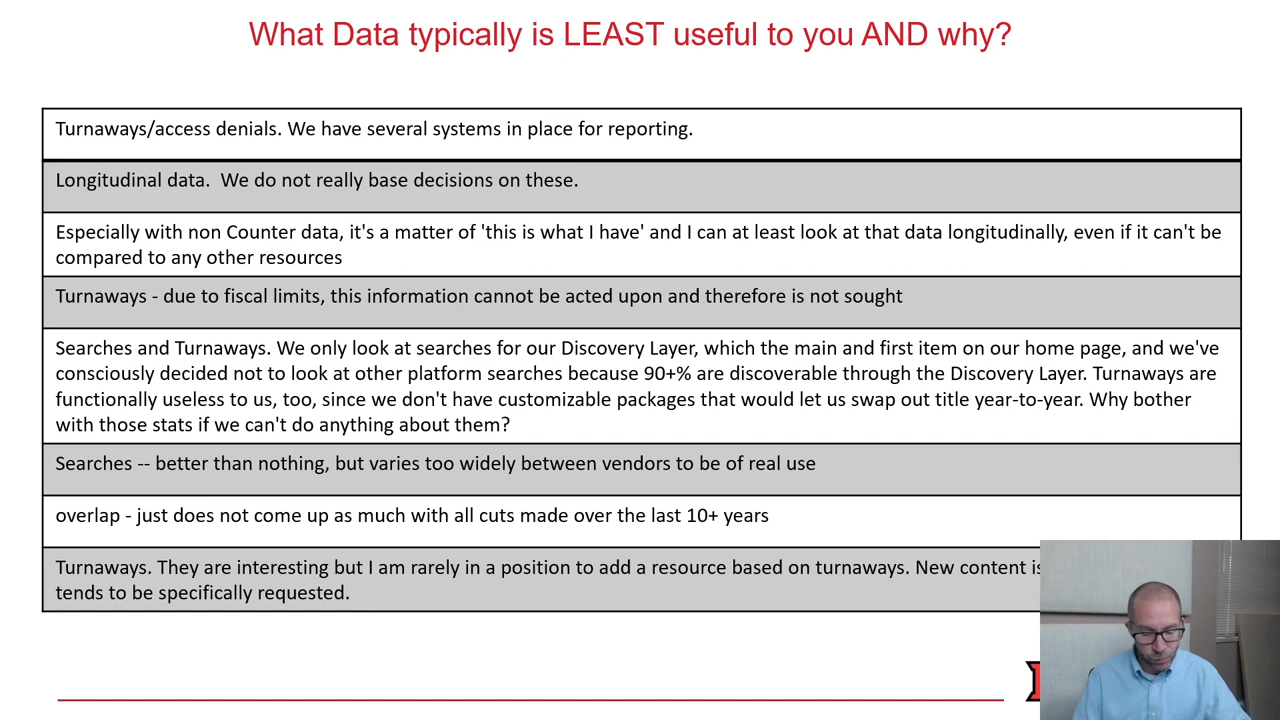 What Data typically is LEAST useful to you AND why?
Turnaways/access denials. We have several systems in place for reporting.
Longitudinal data.  We do not really base decisions on these.
Especially with non Counter data, it's a matter of 'this is what I have' and I can at least look at that data longitudinally, even if it can't be
compared to any other resources
Turnaways - due to fiscal limits, this information cannot be acted upon and therefore is not sought
Searches and Turnaways. We only look at searches for our Discovery Layer, which the main and first item on our home page, and we've
consciously decided not to look at other platform searches because 90+% are discoverable through the Discovery Layer. Turnaways are
functionally useless to us, too, since we don't have customizable packages that would let us swap out title year-to-year. Why bother
with those stats if we can't do anything about them?
Searches -- better than nothing, but varies too widely between vendors to be of real use
overlap - just does not come up as much with all cuts made over the last 10+ years
Turnaways. They are interesting but I am rarely in a position to add a resource based on turnaways. New content is
tends to be specifically requested.